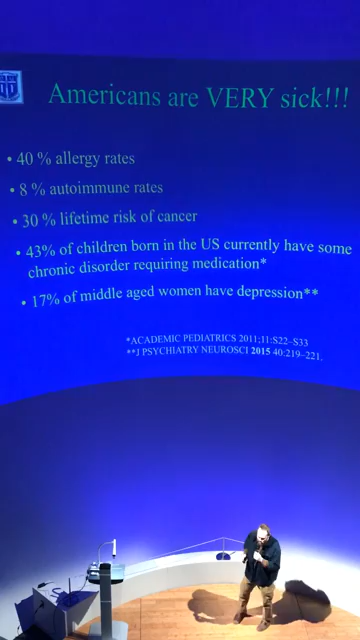 Americans are VERY sick!!!
• 40 % allergy rates
• 8 % autoimmune rates
• 30 % lifetime risk of cancer
• 43% of children born in the US currently have some
chronic disorder requiring medication*
• 17% of middle aged women have depression**
*ACADEMIC PEDIATRICS 2011;11:S22–S33
**J PSYCHIATRY NEUROSCI 2015 40:219–221.